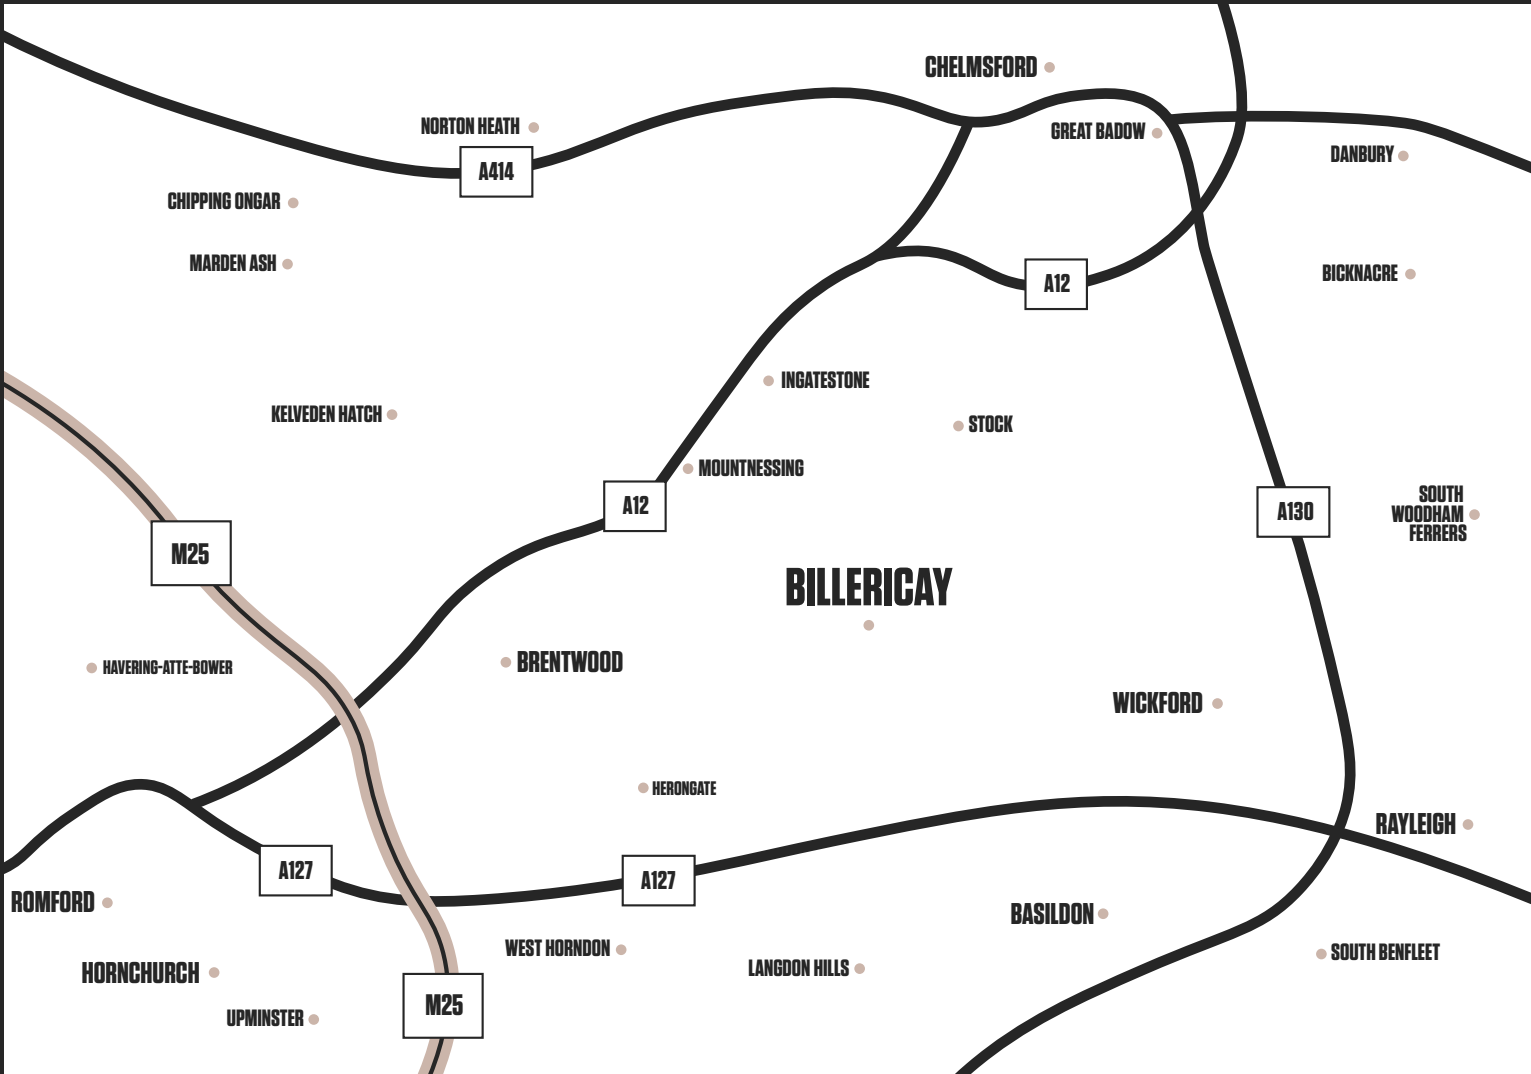 CHELMSFORD
NORTON HEATH
GREAT BADOW
DANBURY
A414
CHIPPING ONGAR
MARDEN ASH
BICKNACRE
A12
INGATESTONE
KELVEDEN HATCH
STOCK
MOUNTNESSING
A12
A130
SOUTH
WOODHAM
FERRERS
M25
BILLERICAY
HAVERING-ATTE-BOWER
BRENTWOOD
WICKFORD
HERONGATE
RAYLEIGH
A127
A127
ROMFORD
BASILDON
WEST HORNDON
SOUTH BENFLEET
LANGDON HILLS
HORNCHURCH
M25
UPMINSTER